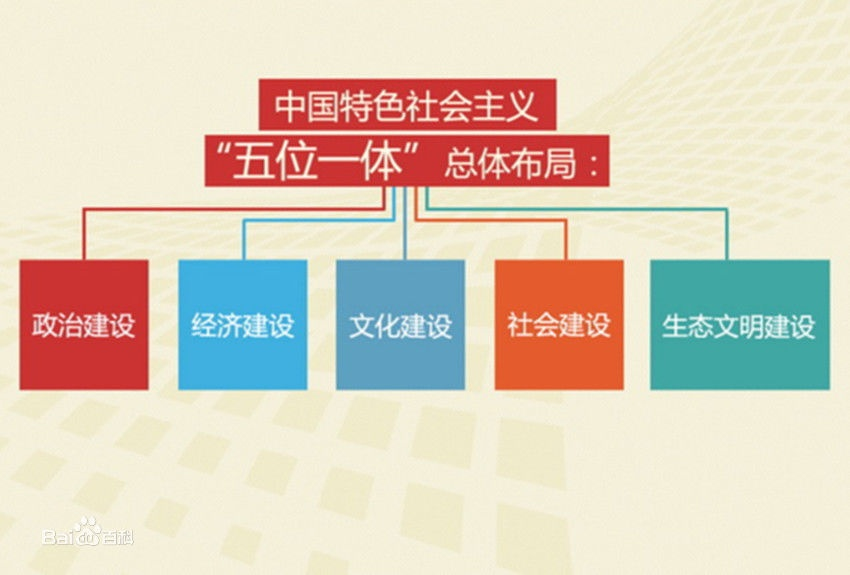 中国特色社会主义
“五位一体”总体布局：
政治建设
经济建设
文化建设
社会建设
生态文明建设
Baidu百科